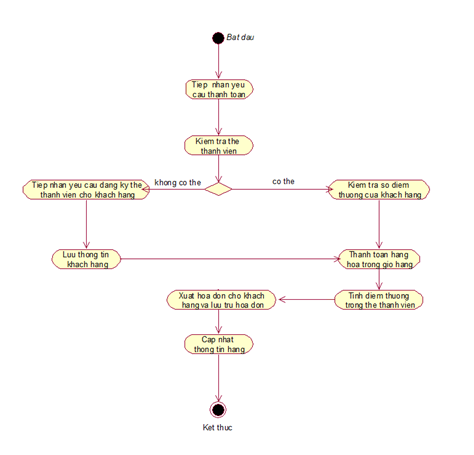 Bat dau
Tiep nhan yeu
cau thanh toan
Kiem tra the
thanh vien
khong co the
co the
Tiep nhan yeu cau dang ky the
thanh vien cho khach hang
Kiem tra so diem
thuong cua khach hang
Luu thong tin
khach hang
Thanh toan hang
hoa trong gio hang
Xuat hoa don cho khach
hang va luu tru hoa don
Tinh diem thuong
trong the thanh vien
Cap nhat
thong tin hang
Ket thuc